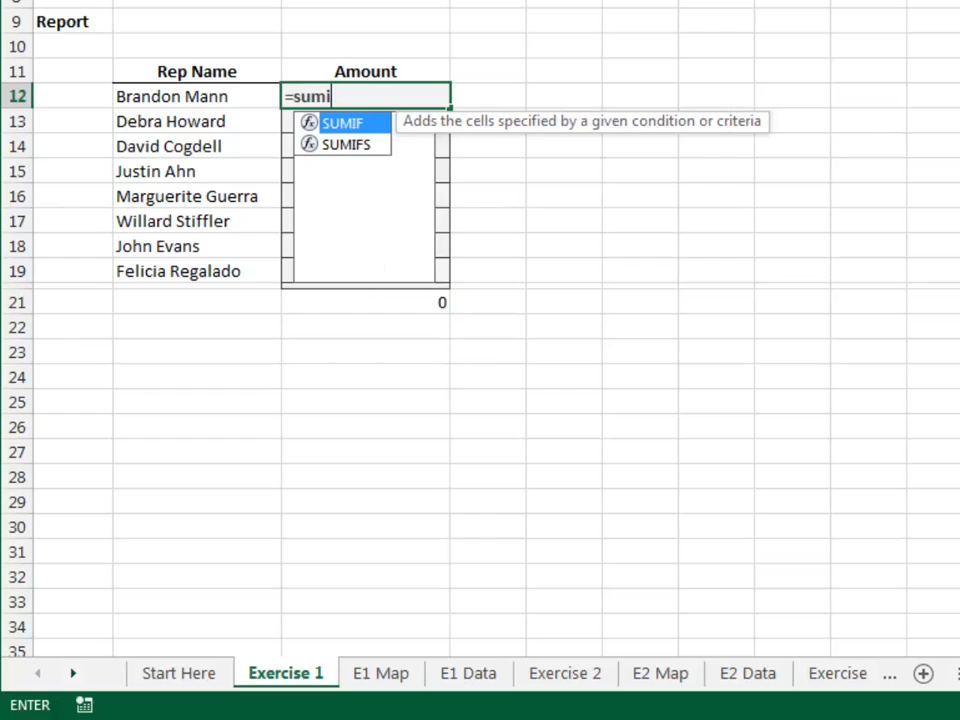 9 Report
10
11 Rep Name Amount
12 Brandon Mann =sumi
13 Debra Howard SUMIF Adds the cells specified by a given condition or criteria
14 David Cogdell SUMIFS
15 Justin Ahn
16 Marguerite Guerra
17 Willard Stiffler
18 John Evans
19 Felicia Regalado
21 0
22
23
24
25
26
27
28
29
30
31
32
33
34
35
Start Here Exercise 1 E1 Map E1 Data Exercise 2 E2 Map E2 Data Exercise ...
ENTER